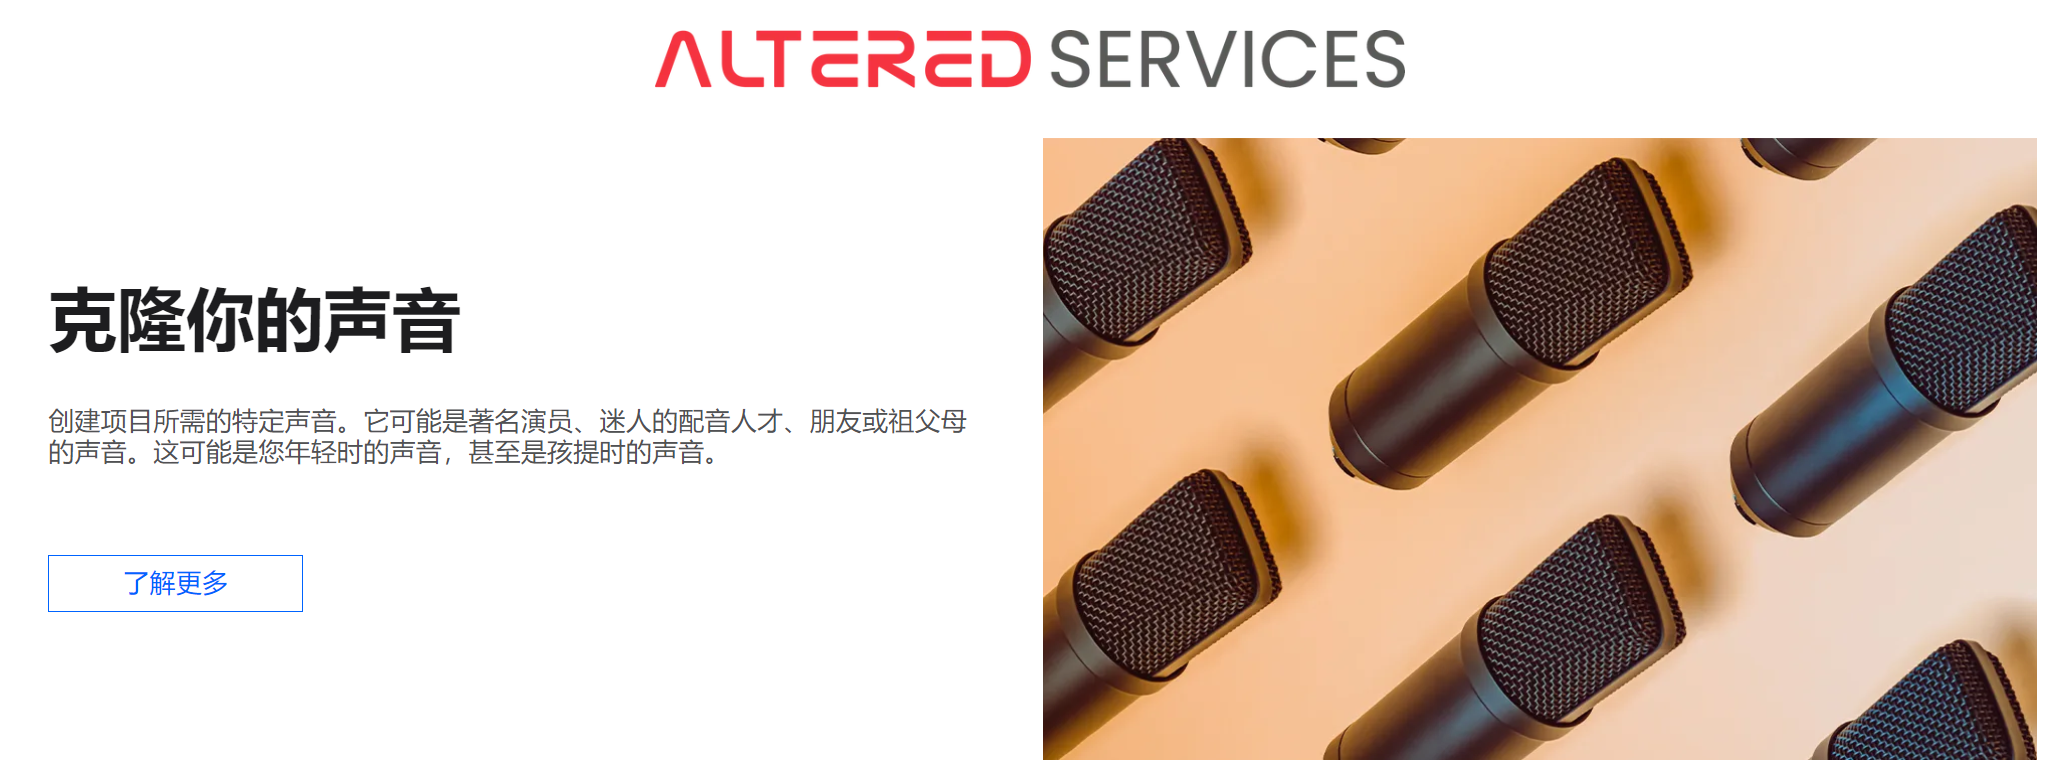 ALTERED SERVICES
克隆你的声音
创建项目所需的特定声音。它可能是著名演员、迷人的配音人才、朋友或祖父母
的声音。这可能是您年轻时的声音，甚至是孩提时的声音。
了解更多